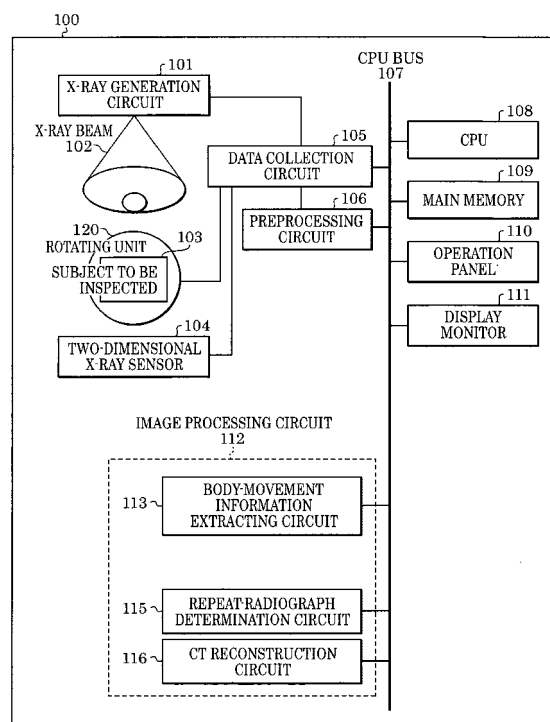 100
CPU BUS
107
101
X-RAY GENERATION
CIRCUIT
X-RAY BEAM
102
105
DATA COLLECTION
CIRCUIT
108
CPU
109
MAIN MEMORY
106
PREPROCESSING
CIRCUIT
110
OPERATION
PANEL
120
ROTATING UNIT
103
SUBJECT TO BE
INSPECTED
111
DISPLAY
MONITOR
104
TWO-DIMENSIONAL
X-RAY SENSOR
IMAGE PROCESSING CIRCUIT
112
113
BODY-MOVEMENT
INFORMATION
EXTRACTING CIRCUIT
115
REPEAT-RADIOGRAPH
DETERMINATION CIRCUIT
116
CT RECONSTRUCTION
CIRCUIT